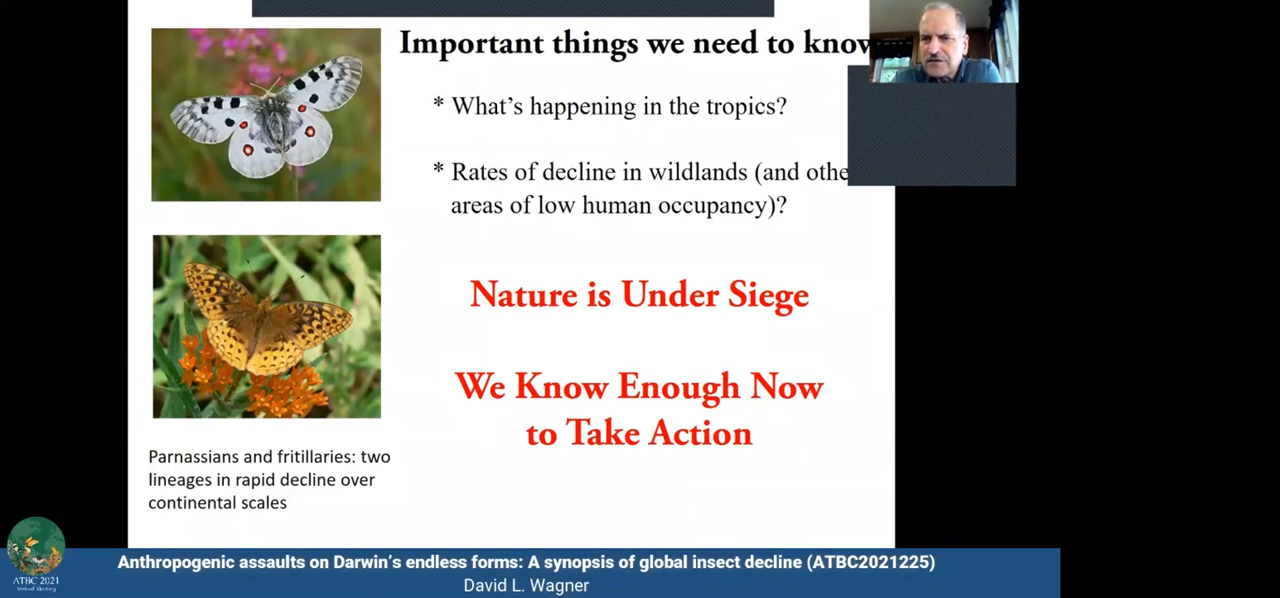 Important things we need to know
* What's happening in the tropics?
* Rates of decline in wildlands (and othe
areas of low human occupancy)?
Nature is Under Siege
We Know Enough Now
to Take Action
Parnassians and fritillaries: two
lineages in rapid decline over
continental scales
ATBC 2021
Virtual Meeting
Anthropogenic assaults on Darwin's endless forms: A synopsis of global insect decline (ATBC2021225)
David L. Wagner